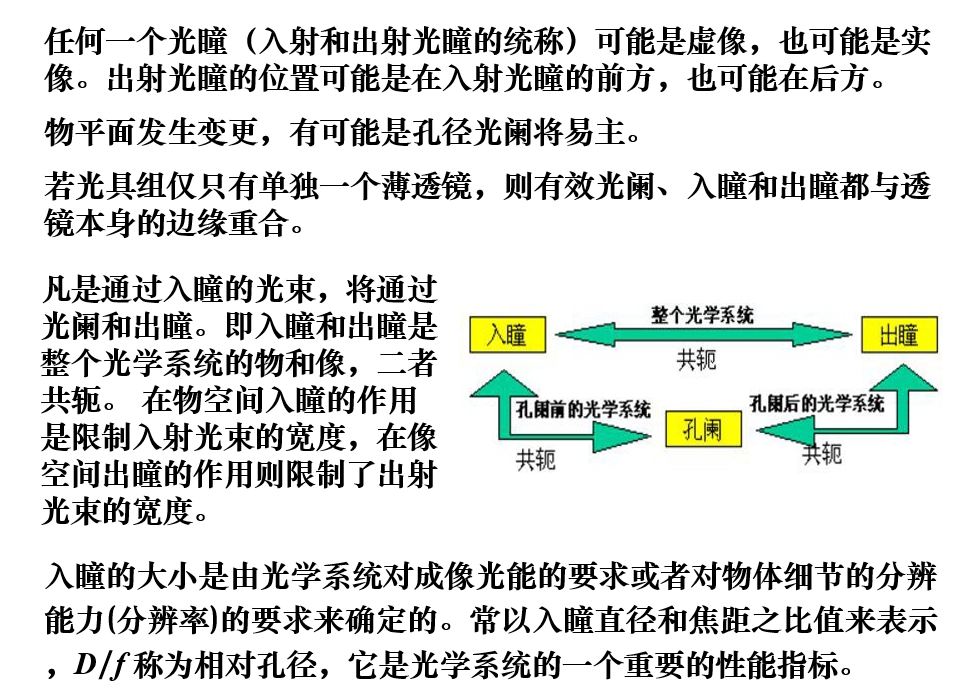 任何一个光瞳（入射和出射光瞳的统称）可能是虚像，也可能是实
像。出射光瞳的位置可能是在入射光瞳的前方，也可能在后方。
物平面发生变更，有可能是孔径光阑将易主。
若光具组仅只有单独一个薄透镜，则有效光阑、入瞳和出瞳都与透
镜本身的边缘重合。
凡是通过入瞳的光束，将通过
光阑和出瞳。即入瞳和出瞳是
整个光学系统的物和像，二者
共轭。 在物空间入瞳的作用
是限制入射光束的宽度，在像
空间出瞳的作用则限制了出射
光束的宽度。
整个光学系统
入瞳
出瞳
共轭
孔阑前的光学系统
孔阑后的光学系统
孔阑
共轭
共轭
入瞳的大小是由光学系统对成像光能的要求或者对物体细节的分辨
能力(分辨率)的要求来确定的。常以入瞳直径和焦距之比值来表示
，D/f 称为相对孔径，它是光学系统的一个重要的性能指标。